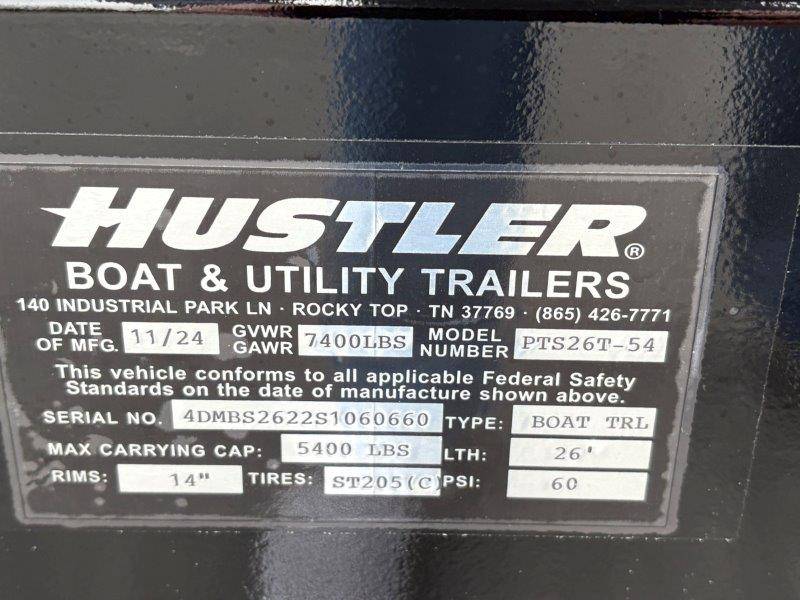 HUSTLER®
BOAT & UTILITY TRAILERS
140 INDUSTRIAL PARK LN · ROCKY TOP · TN 37769 · (865) 426-7771
DATE OF MFG. 11/24 GVWR GAWR 7400LBS MODEL NUMBER PTS26T-54
This vehicle conforms to all applicable Federal Safety
Standards on the date of manufacture shown above.
SERIAL NO. 4DMBS2622S1060660 TYPE: BOAT TRL
MAX CARRYING CAP: 5400 LBS LTH: 26'
RIMS: 14" TIRES: ST205(C) PSI: 60